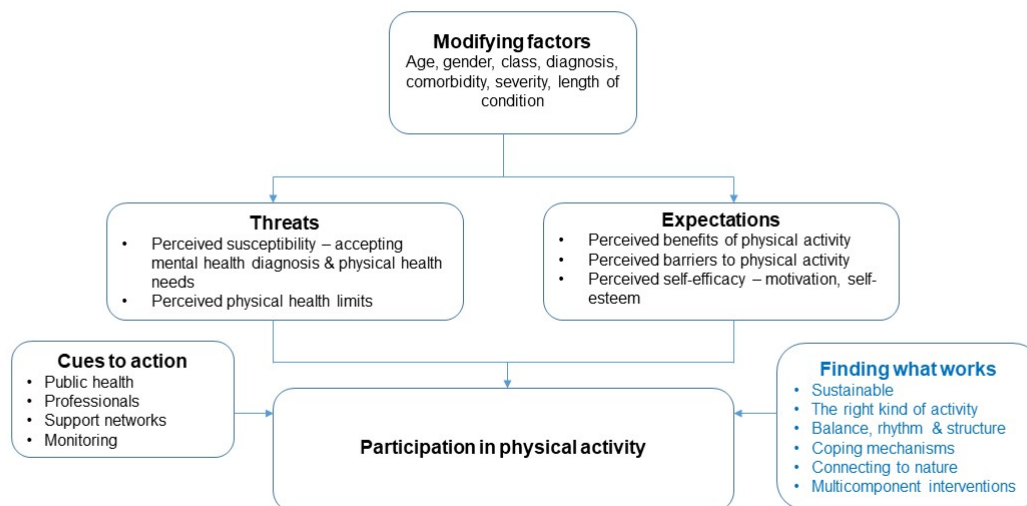 Modifying factors
Age, gender, class, diagnosis,
comorbidity, severity, length of
condition
Threats
• Perceived susceptibility – accepting
mental health diagnosis & physical health
needs
• Perceived physical health limits
Expectations
• Perceived benefits of physical activity
• Perceived barriers to physical activity
• Perceived self-efficacy – motivation, self-
esteem
Cues to action
• Public health
• Professionals
• Support networks
• Monitoring
Participation in physical activity
Finding what works
• Sustainable
• The right kind of activity
• Balance, rhythm & structure
• Coping mechanisms
• Connecting to nature
• Multicomponent interventions